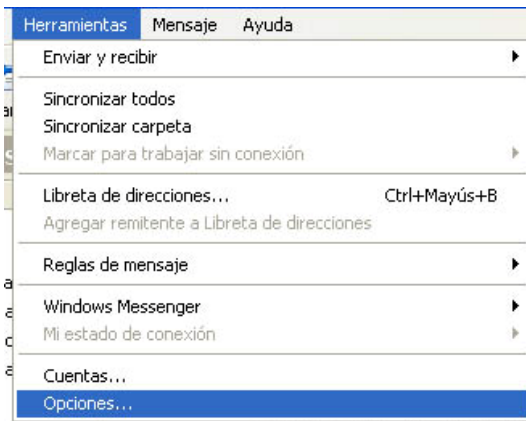 Herramientas Mensaje Ayuda
Enviar y recibir
Sincronizar todos
Sincronizar carpeta
Marcar para trabajar sin conexión
Libreta de direcciones... Ctrl+Mayús+B
Agregar remitente a Libreta de direcciones
Reglas de mensaje
Windows Messenger
Mi estado de conexión
Cuentas...
Opciones...